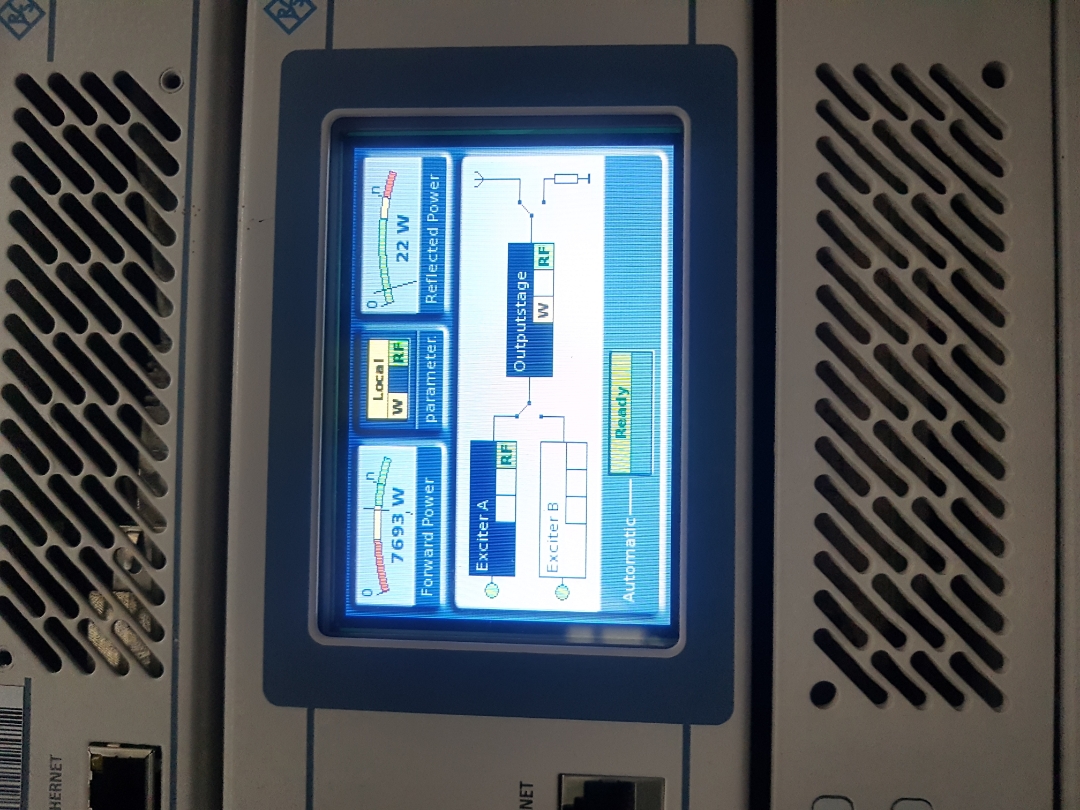 HERNET
0 n
7693 W
Forward Power
Local
W RF
parameter.
0 n
22 W
Reflected Power
Exciter A
RF
Exciter B
Outputstage
W RF
Automatic
Ready
NET